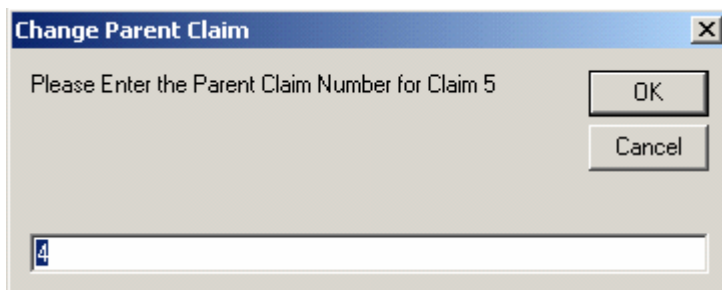 Change Parent Claim
Please Enter the Parent Claim Number for Claim 5
OK
Cancel
4